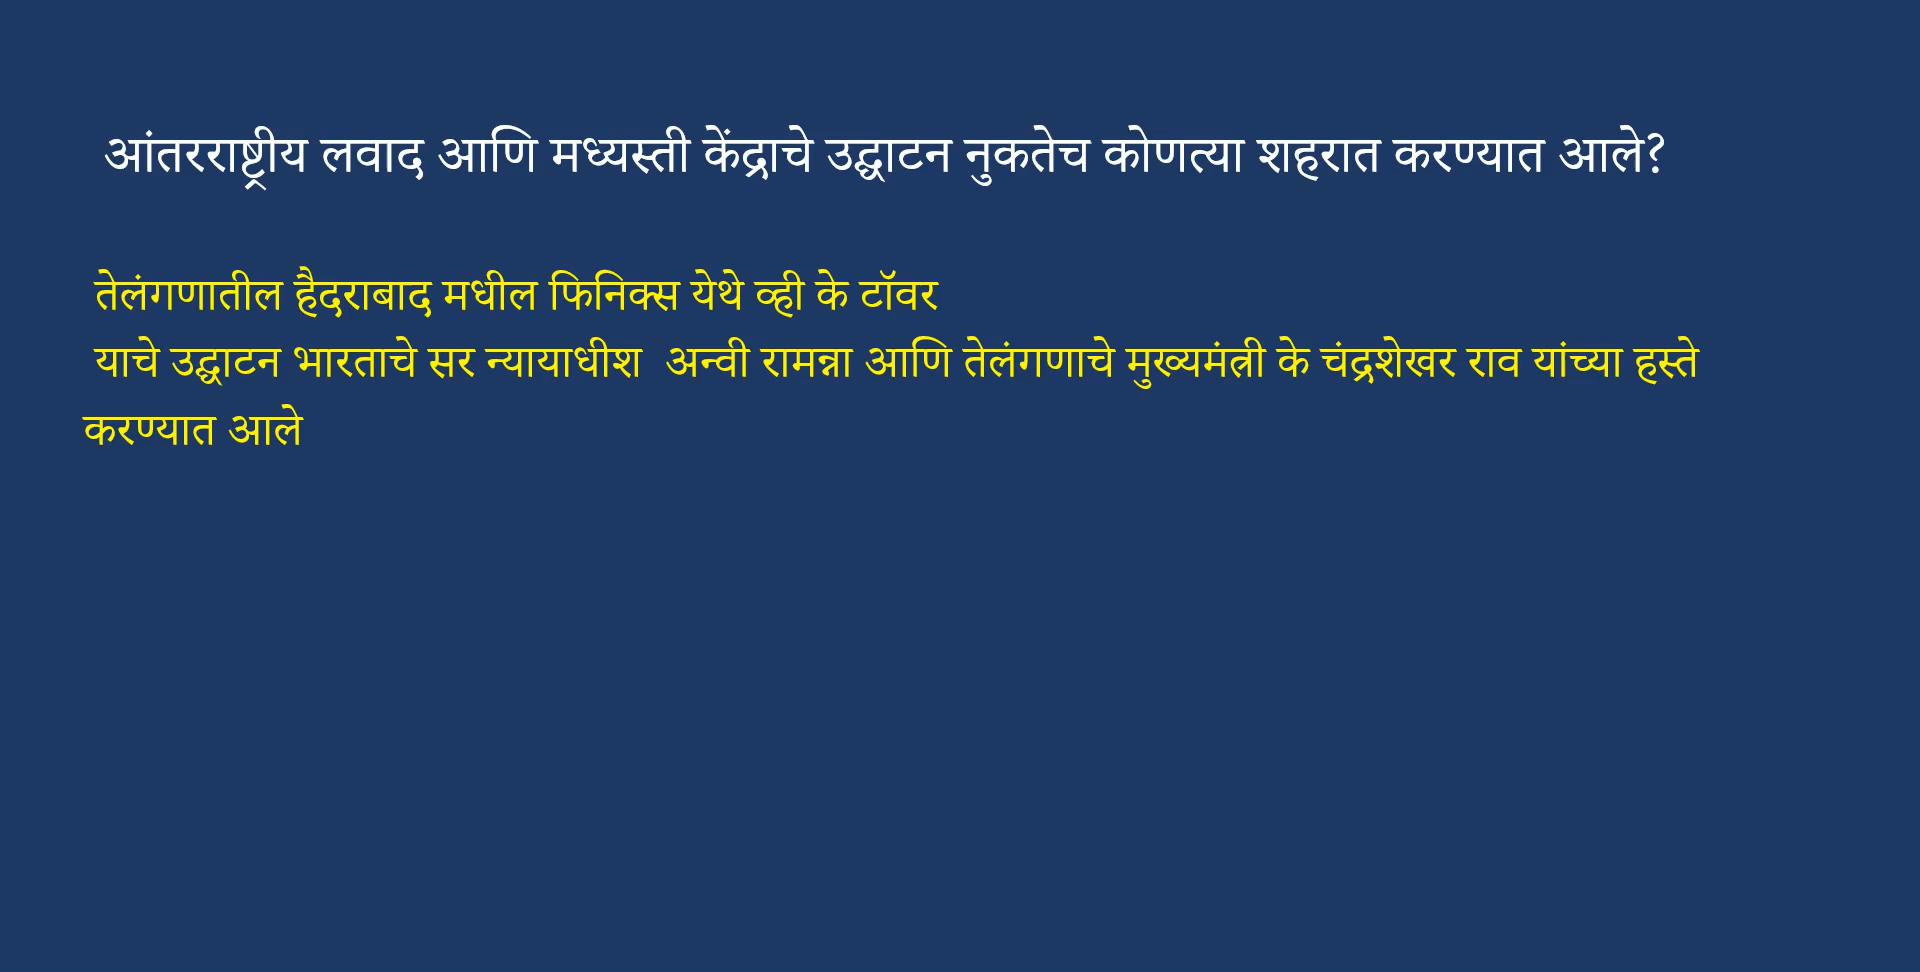 आंतरराष्ट्रीय लवाद आणि मध्यस्ती केंद्राचे उद्घाटन नुकतेच कोणत्या शहरात करण्यात आले?
तेलंगणातील हैदराबाद मधील फिनिक्स येथे व्ही के टॉवर
याचे उद्घाटन भारताचे सर न्यायाधीश  अन्वी रामन्ना आणि तेलंगणाचे मुख्यमंत्री के चंद्रशेखर राव यांच्या हस्ते
करण्यात आले